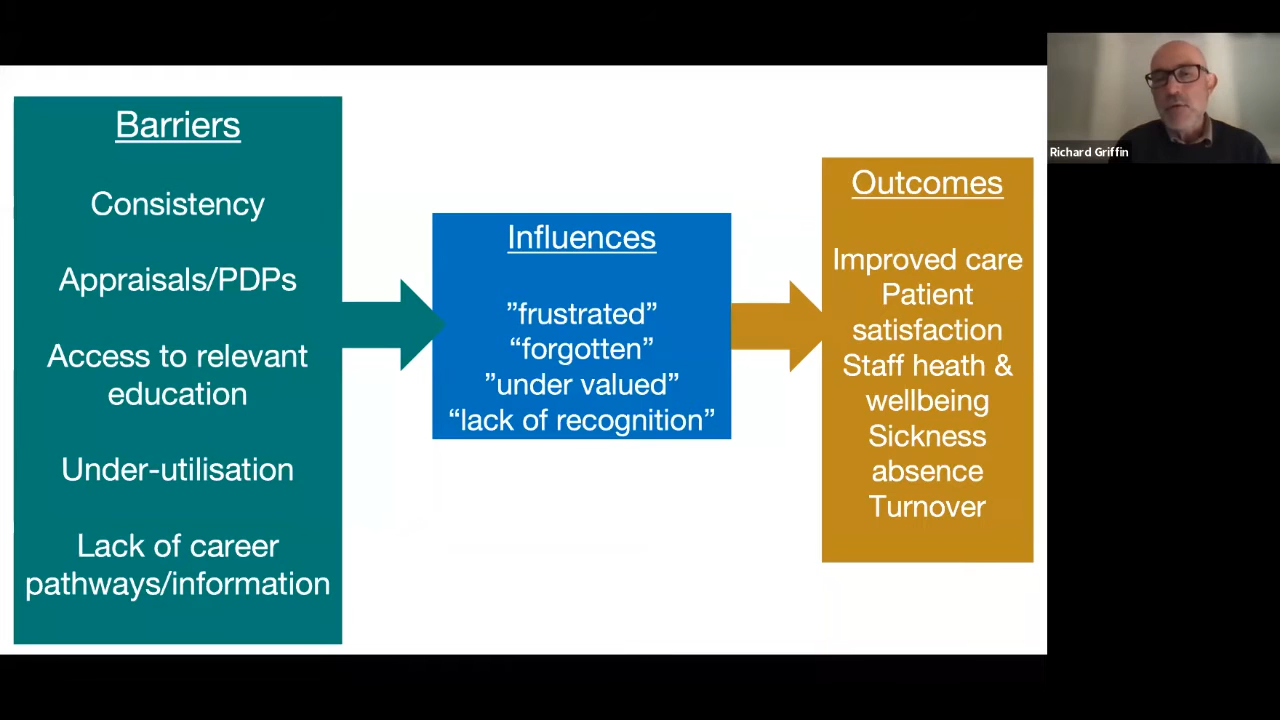 Barriers
Consistency
Appraisals/PDPs
Access to relevant
education
Under-utilisation
Lack of career
pathways/information
Influences
”frustrated”
“forgotten”
”under valued”
“lack of recognition”
Outcomes
Improved care
Patient
satisfaction
Staff heath &
wellbeing
Sickness
absence
Turnover
Richard Griffin